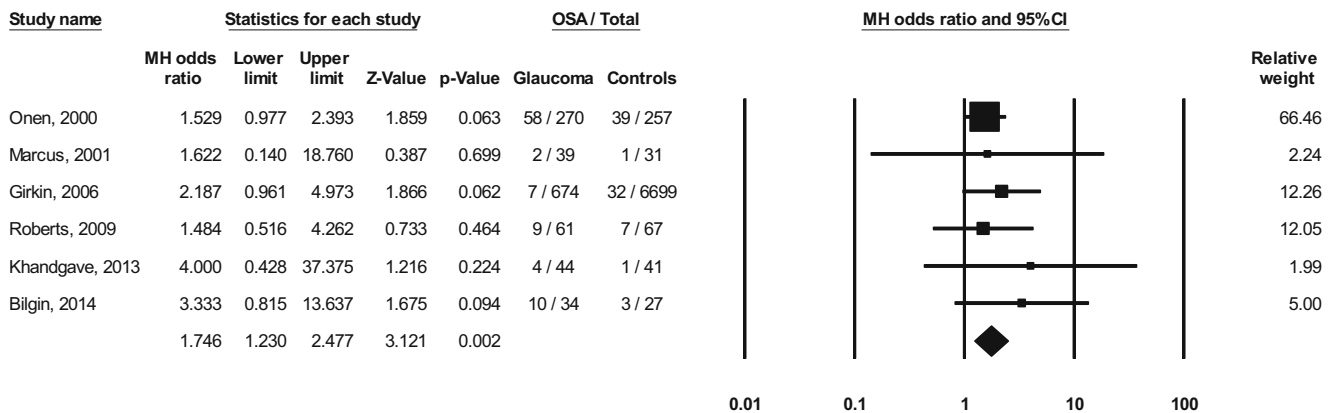 Study name Statistics for each study OSA / Total MH odds ratio and 95%CI
MH odds ratio Lower limit Upper limit Z-Value p-Value Glaucoma Controls Relative weight
Onen, 2000 1.529 0.977 2.393 1.859 0.063 58 / 270 39 / 257 66.46
Marcus, 2001 1.622 0.140 18.760 0.387 0.699 2 / 39 1 / 31 2.24
Girkin, 2006 2.187 0.961 4.973 1.866 0.062 7 / 674 32 / 6699 12.26
Roberts, 2009 1.484 0.516 4.262 0.733 0.464 9 / 61 7 / 67 12.05
Khandgave, 2013 4.000 0.428 37.375 1.216 0.224 4 / 44 1 / 41 1.99
Bilgin, 2014 3.333 0.815 13.637 1.675 0.094 10 / 34 3 / 27 5.00
1.746 1.230 2.477 3.121 0.002
0.01 0.1 1 10 100